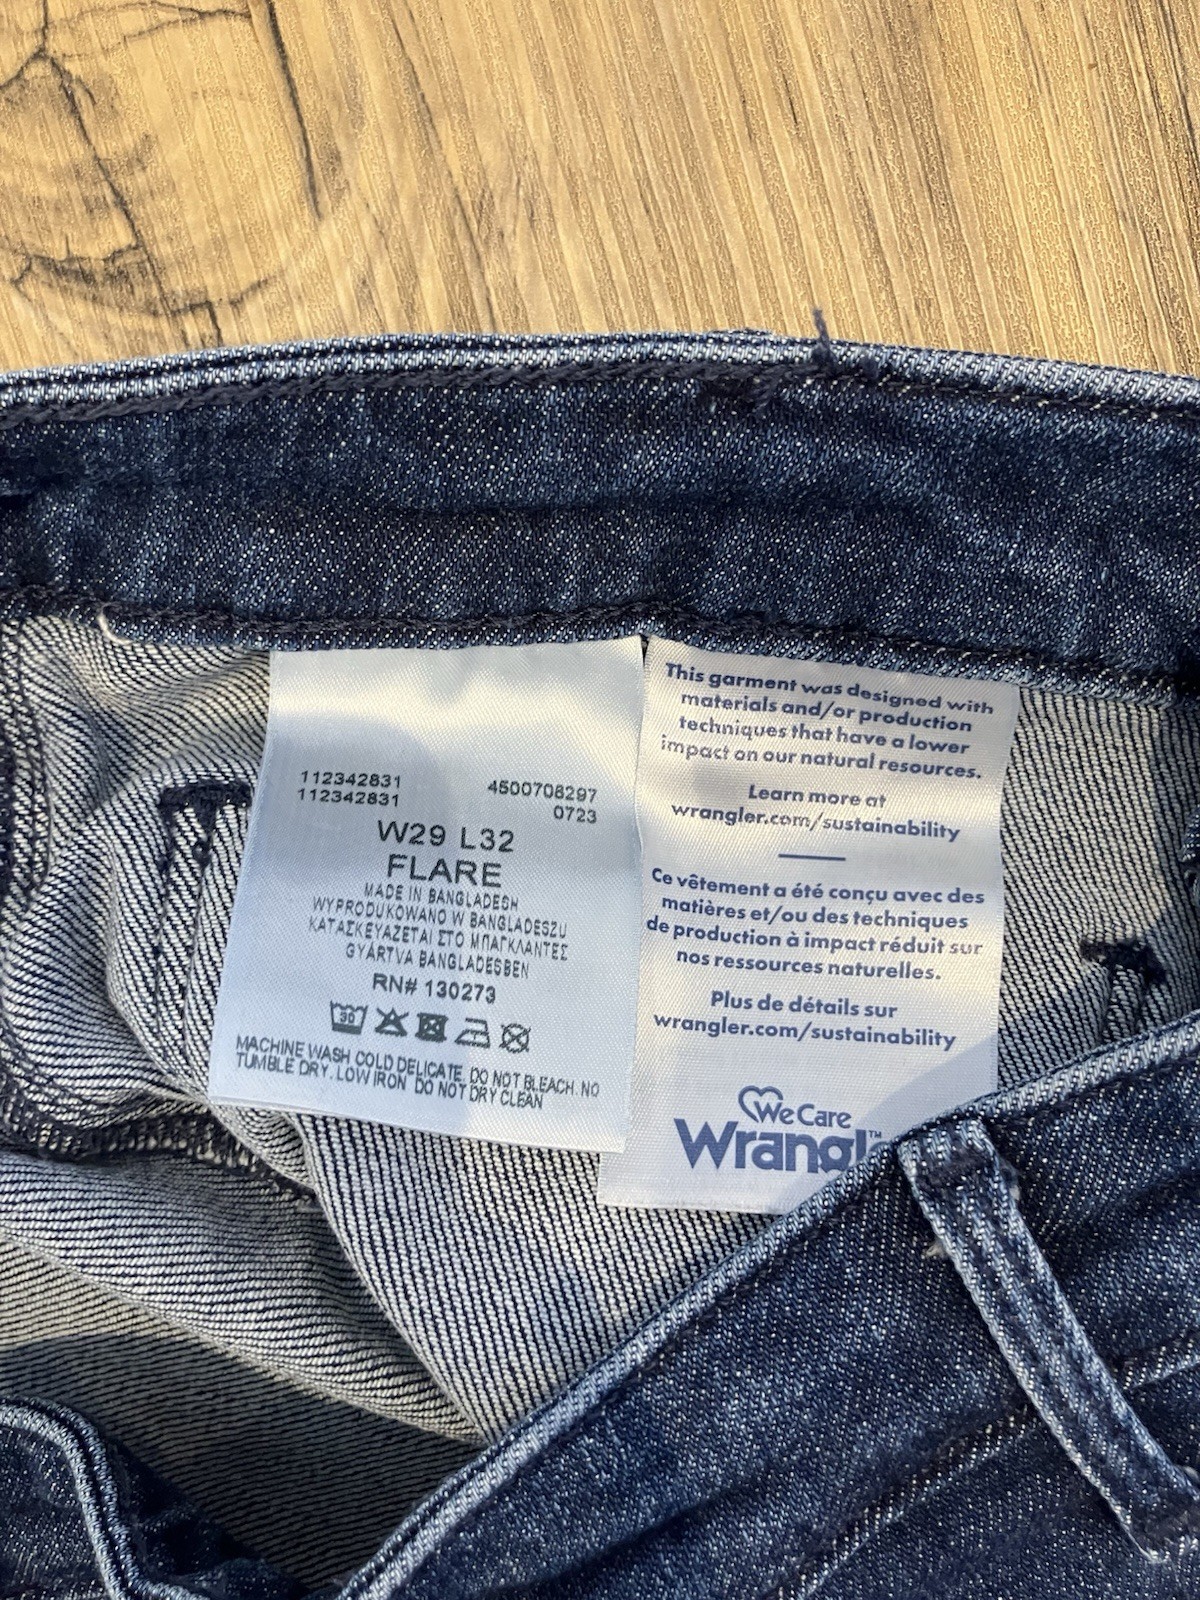 112342831
112342831
4500708297
0723
W29 L32
FLARE
MADE IN BANGLADESH
WYPRODUKOWANO W BANGLADESZU
ΚΑΤΑΣΚΕΥΑΖΕΤΑΙ ΣΤΟ ΜΠΑΓΚΛΑΝΤΕΣ
GYÁRTVA BANGLADESBEN
RN# 130273
30
MACHINE WASH COLD DELICATE. DO NOT BLEACH. NO
TUMBLE DRY. LOW IRON DO NOT DRY CLEAN
This garment was designed with
materials and/or production
techniques that have a lower
impact on our natural resources.
Learn more at
wrangler.com/sustainability
Ce vêtement a été conçu avec des
matières et/ou des techniques
de production à impact réduit sur
nos ressources naturelles.
Plus de détails sur
wrangler.com/sustainability
We Care
Wrangl™